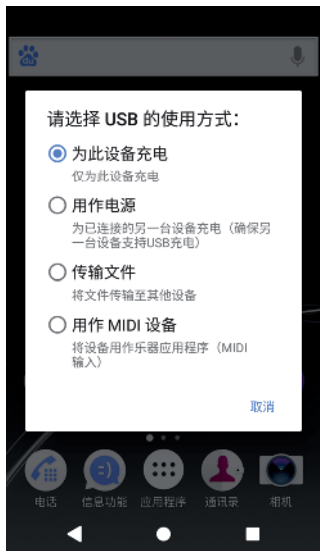 du
请选择 USB 的使用方式：
为此设备充电
仅为此设备充电
用作电源
为已连接的另一台设备充电（确保另
一台设备支持USB充电）
传输文件
将文件传输至其他设备
用作 MIDI 设备
将设备用作乐器应用程序（MIDI
输入）
取消
电话 信息功能 应用程序 通讯录 相机